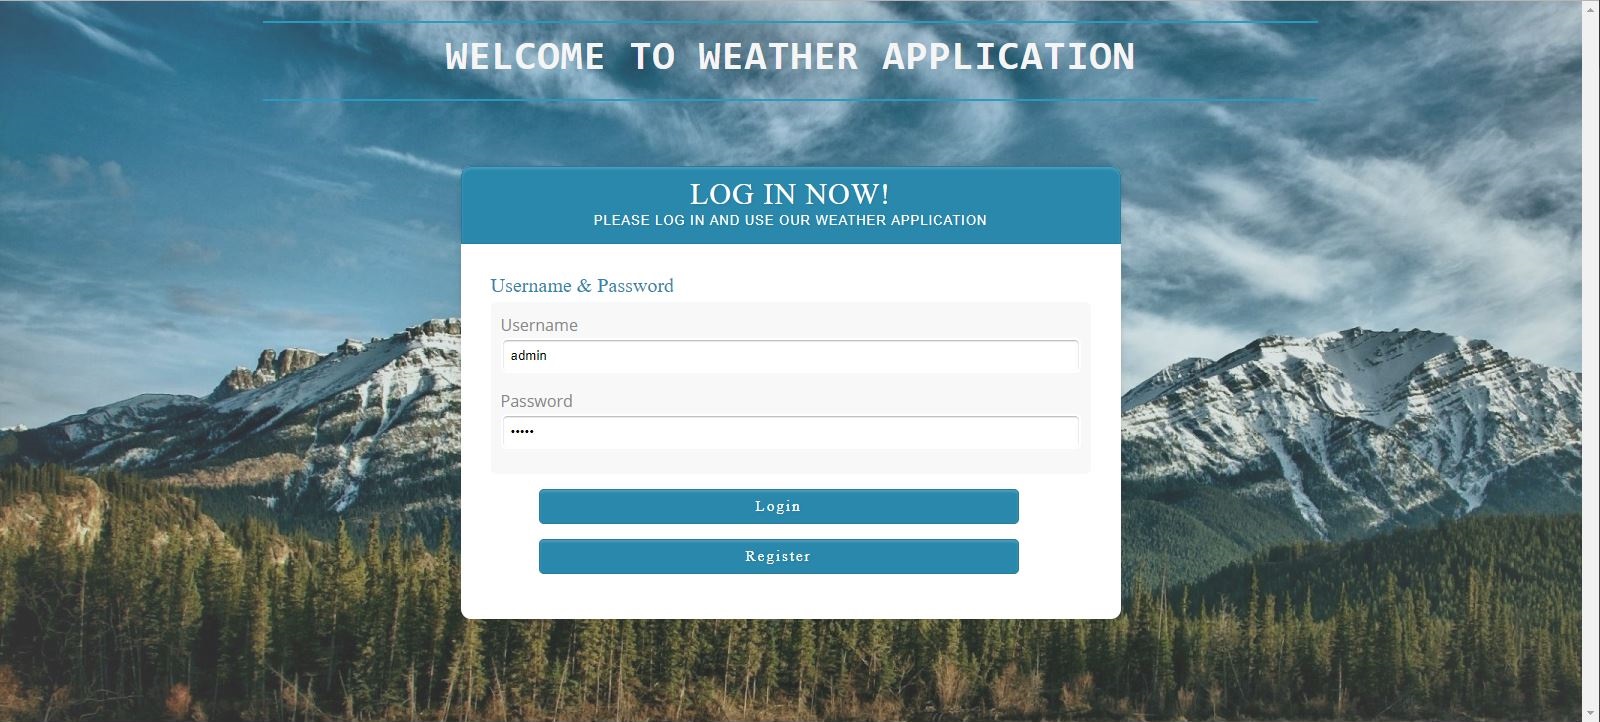 WELCOME TO WEATHER APPLICATION
LOG IN NOW!
PLEASE LOG IN AND USE OUR WEATHER APPLICATION
Username & Password
Username
admin
Password
•••••
Login
Register